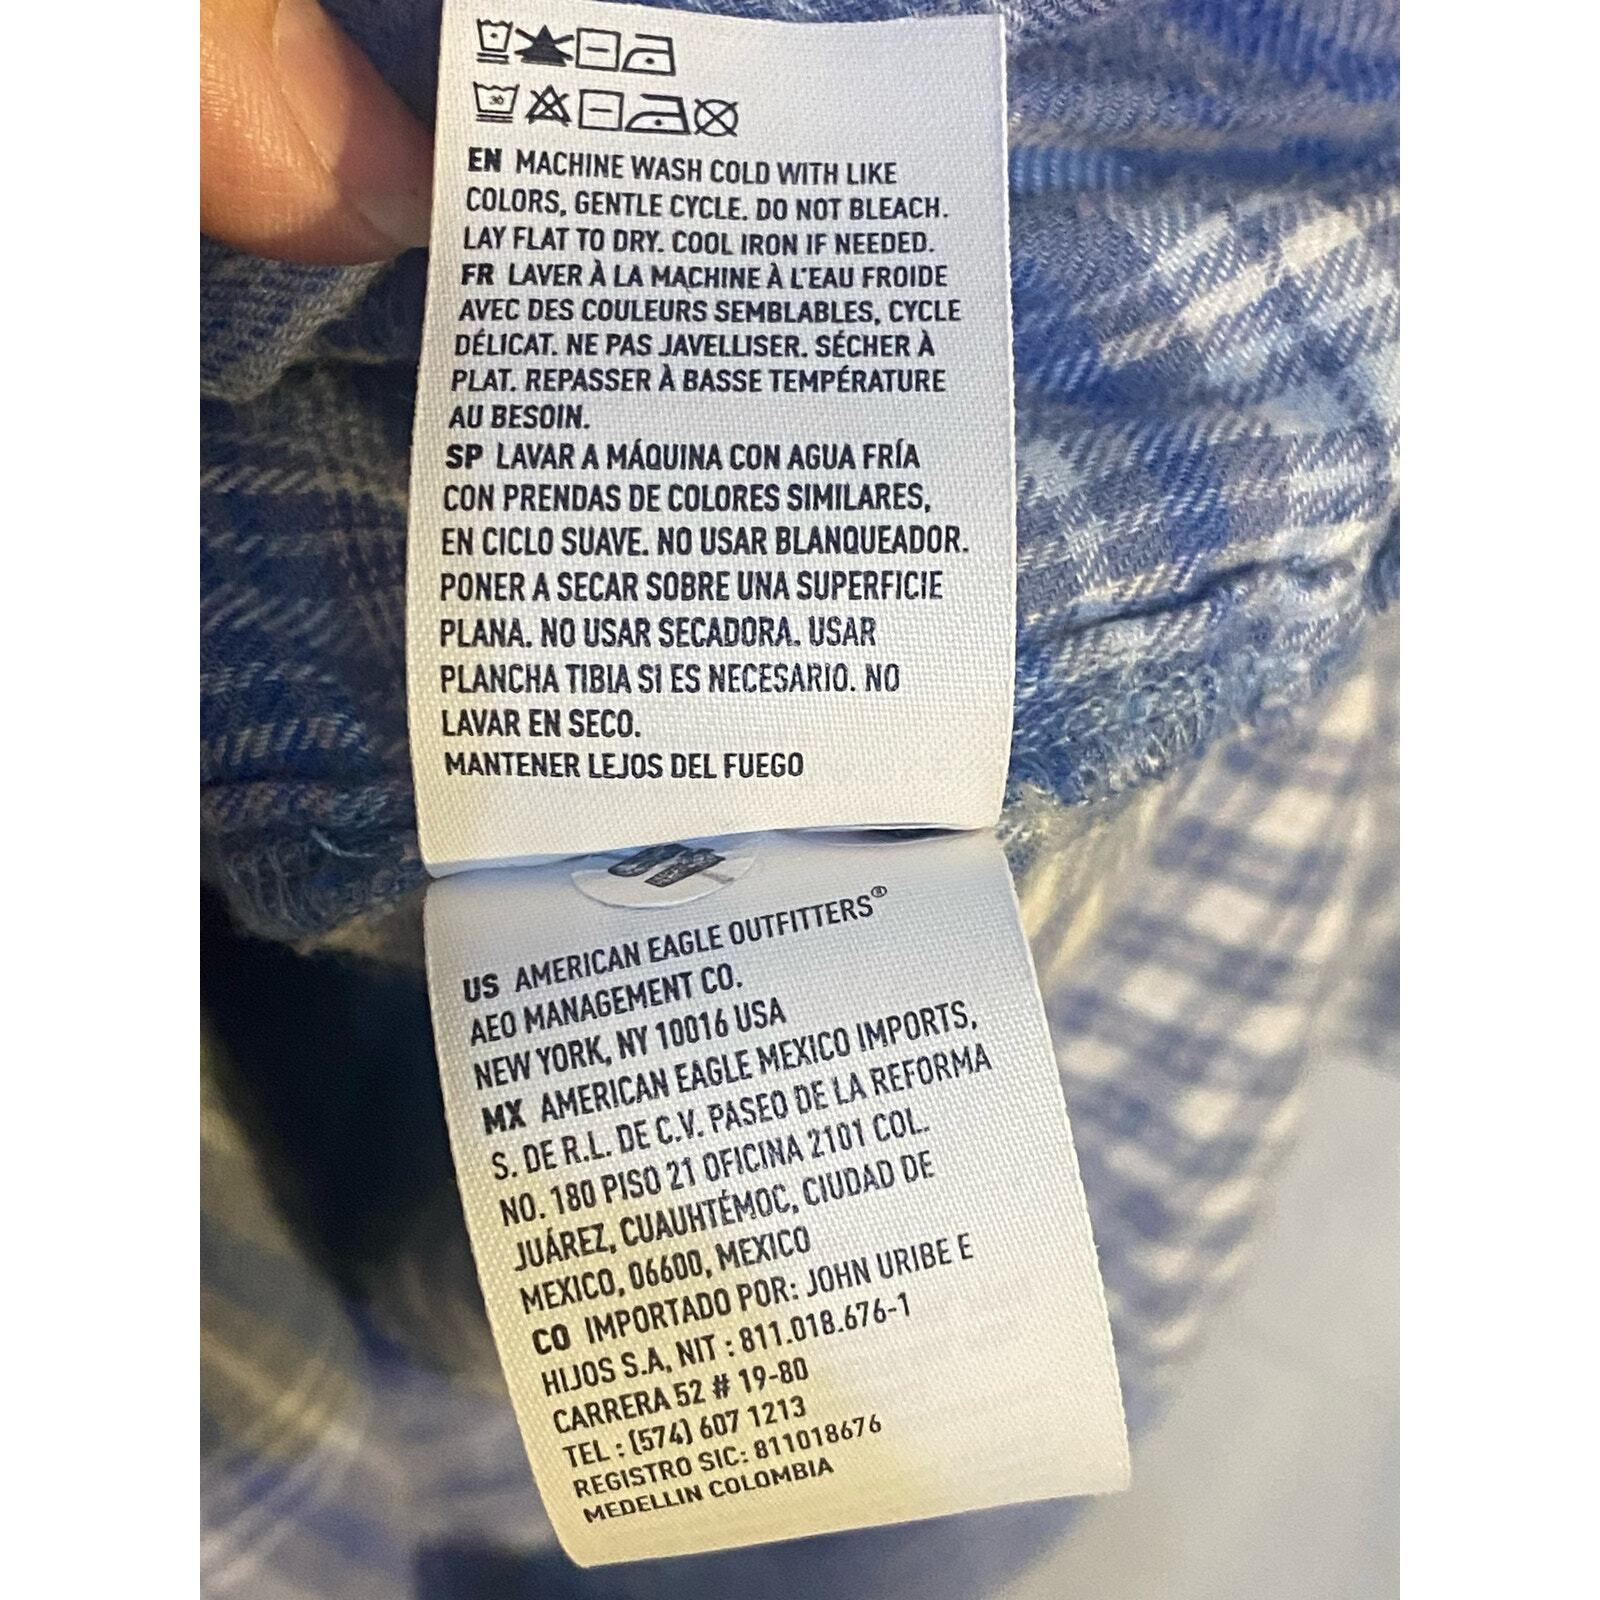 30
EN MACHINE WASH COLD WITH LIKE
COLORS, GENTLE CYCLE. DO NOT BLEACH.
LAY FLAT TO DRY. COOL IRON IF NEEDED.
FR LAVER À LA MACHINE À L'EAU FROIDE
AVEC DES COULEURS SEMBLABLES, CYCLE
DÉLICAT. NE PAS JAVELLISER. SÉCHER À
PLAT. REPASSER À BASSE TEMPÉRATURE
AU BESOIN.
SP LAVAR A MÁQUINA CON AGUA FRÍA
CON PRENDAS DE COLORES SIMILARES,
EN CICLO SUAVE. NO USAR BLANQUEADOR.
PONER A SECAR SOBRE UNA SUPERFICIE
PLANA. NO USAR SECADORA. USAR
PLANCHA TIBIA SI ES NECESARIO. NO
LAVAR EN SECO.
MANTENER LEJOS DEL FUEGO
US AMERICAN EAGLE OUTFITTERS®
AEO MANAGEMENT CO.
NEW YORK, NY 10016 USA
MX AMERICAN EAGLE MEXICO IMPORTS,
S. DE R.L. DE C.V. PASEO DE LA REFORMA
NO. 180 PISO 21 OFICINA 2101 COL.
JUÁREZ, CUAUHTÉMOC, CIUDAD DE
MEXICO, 06600, MEXICO
CO IMPORTADO POR: JOHN URIBE E
HIJOS S.A, NIT : 811.018.676-1
CARRERA 52 # 19-80
TEL : (574) 607 1213
REGISTRO SIC: 811018676
MEDELLIN COLOMBIA